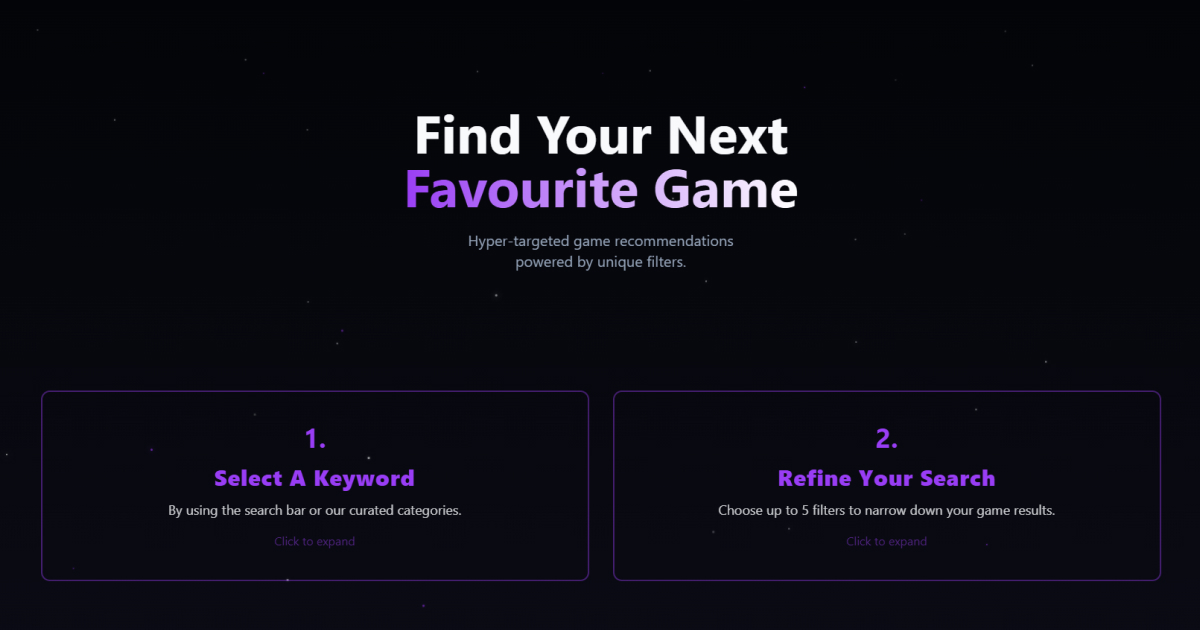 Find Your Next
Favourite Game
Hyper-targeted game recommendations
powered by unique filters.
1.
Select A Keyword
By using the search bar or our curated categories.
Click to expand
2.
Refine Your Search
Choose up to 5 filters to narrow down your game results.
Click to expand